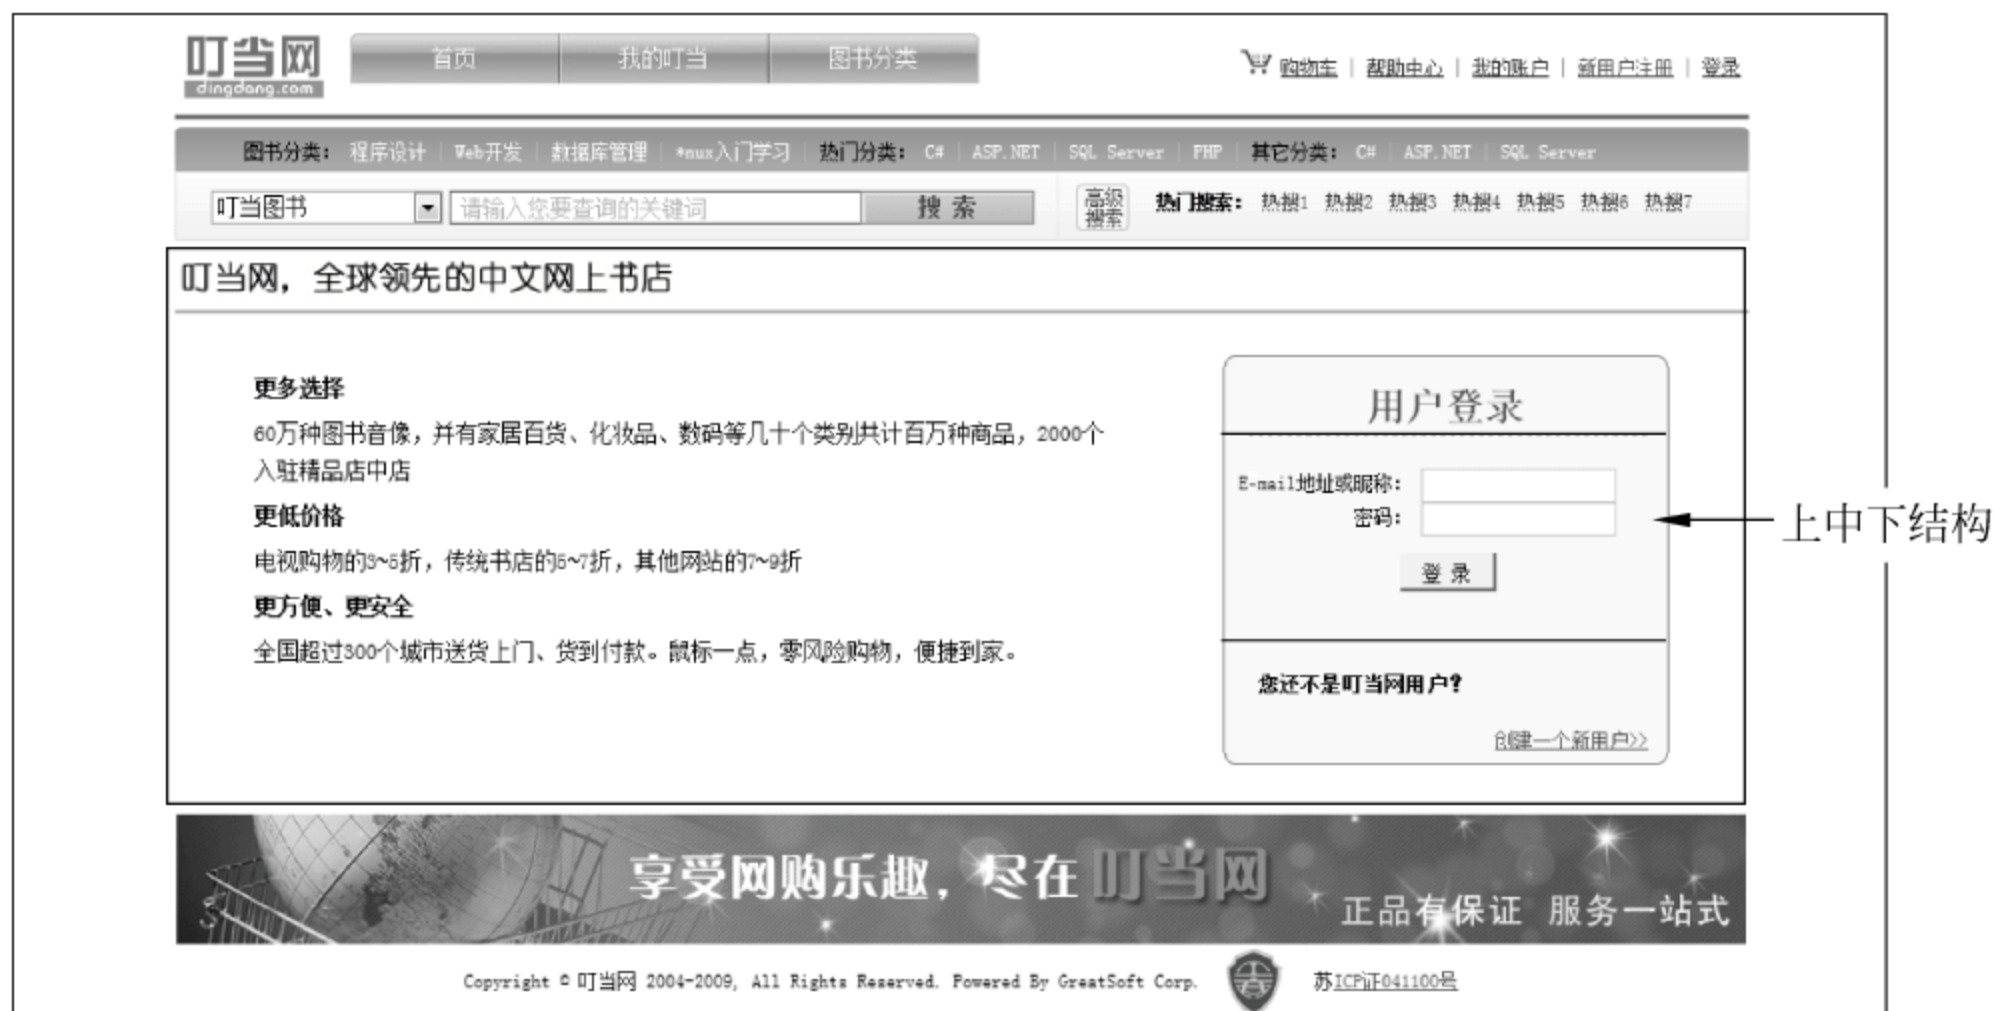 叮当网
dingdang.com
首页 我的叮当 图书分类
购物车 | 帮助中心 | 我的账户 | 新用户注册 | 登录
图书分类： 程序设计 | Web开发 | 数据库管理 | *nux入门学习 热门分类： C# | ASP.NET | SQL Server | PHP 其它分类： C# | ASP.NET | SQL Server
叮当图书 请输入您要查询的关键词 搜 索 高级搜索 热门搜索： 热搜1 热搜2 热搜3 热搜4 热搜5 热搜6 热搜7
叮当网，全球领先的中文网上书店
更多选择
60万种图书音像，并有家居百货、化妆品、数码等几十个类别共计百万种商品，2000个
入驻精品店中店
更低价格
电视购物的3~5折，传统书店的5~7折，其他网站的7~9折
更方便、更安全
全国超过300个城市送货上门、货到付款。鼠标一点，零风险购物，便捷到家。
用户登录
E-mail地址或昵称：
密码：
登 录
您还不是叮当网用户？
创建一个新用户>>
上中下结构
享受网购乐趣，尽在叮当网
正品有保证 服务一站式
Copyright © 叮当网 2004-2009, All Rights Reserved. Powered By GreatSoft Corp. 苏ICP证041100号